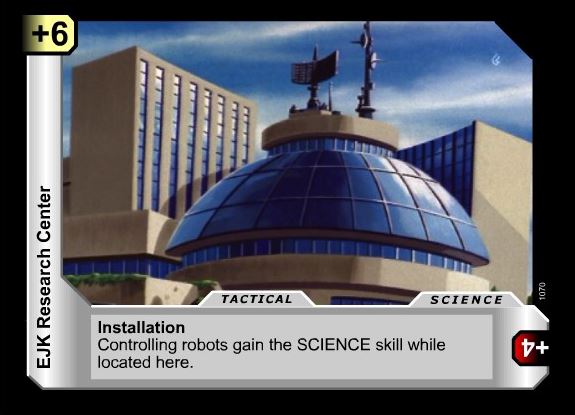 +6
EJK Research Center
1070
TACTICAL
SCIENCE
Installation
Controlling robots gain the SCIENCE skill while
located here.
+4